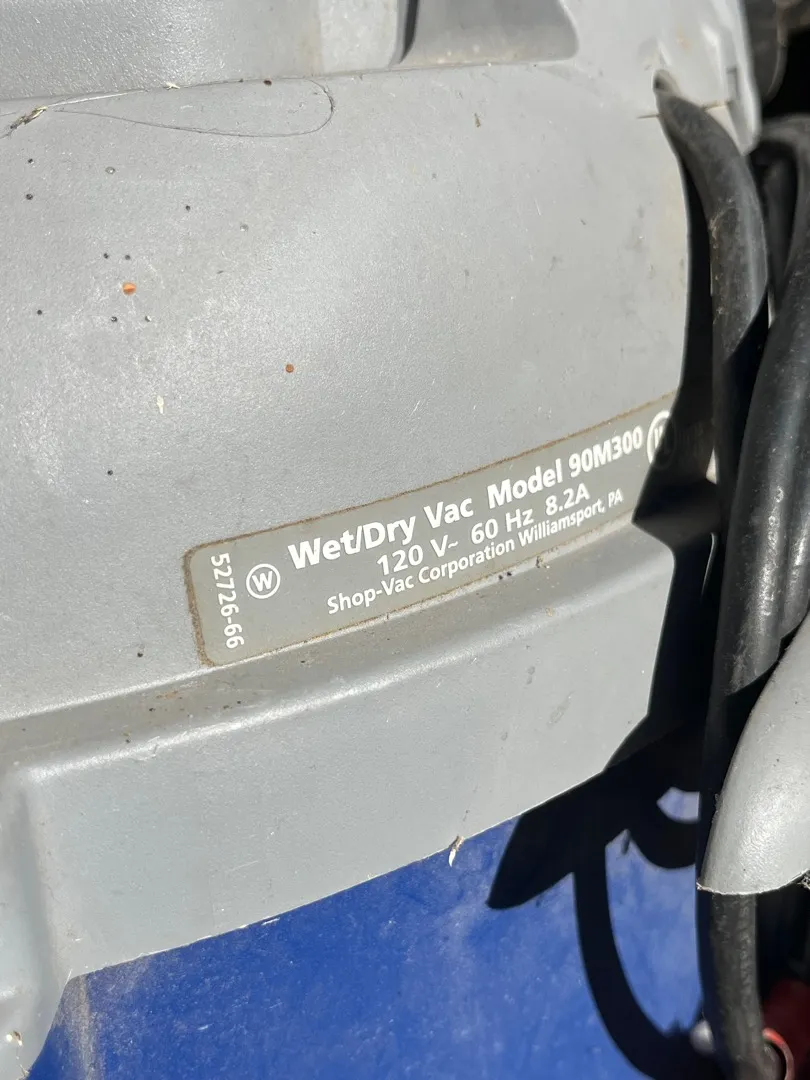 Wet/Dry Vac Model 90M300
120 V~ 60 Hz 8.2A
Shop-Vac Corporation Williamsport, PA
W
52726-66
W